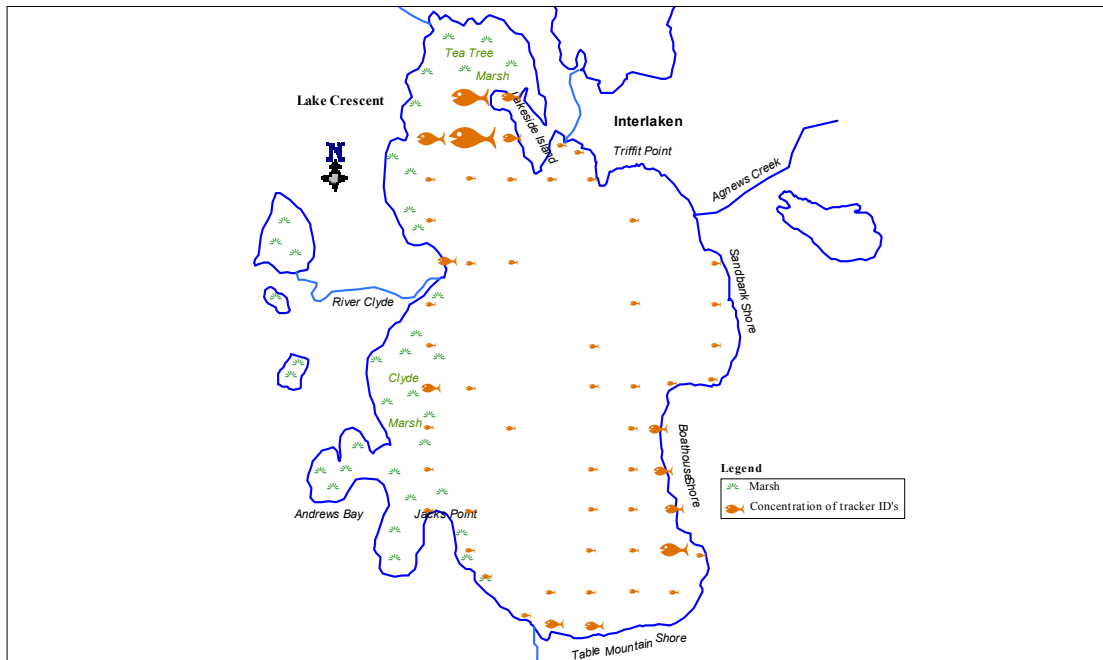 Tea Tree
Marsh
Lake Crescent
N
Lakeside Island
Interlaken
Triffit Point
Agnews Creek
River Clyde
Sandbank Shore
Clyde
Marsh
Boathouse Shore
Andrews Bay
Jacks Point
Table Mountain Shore
Legend
Marsh
Concentration of tracker ID's